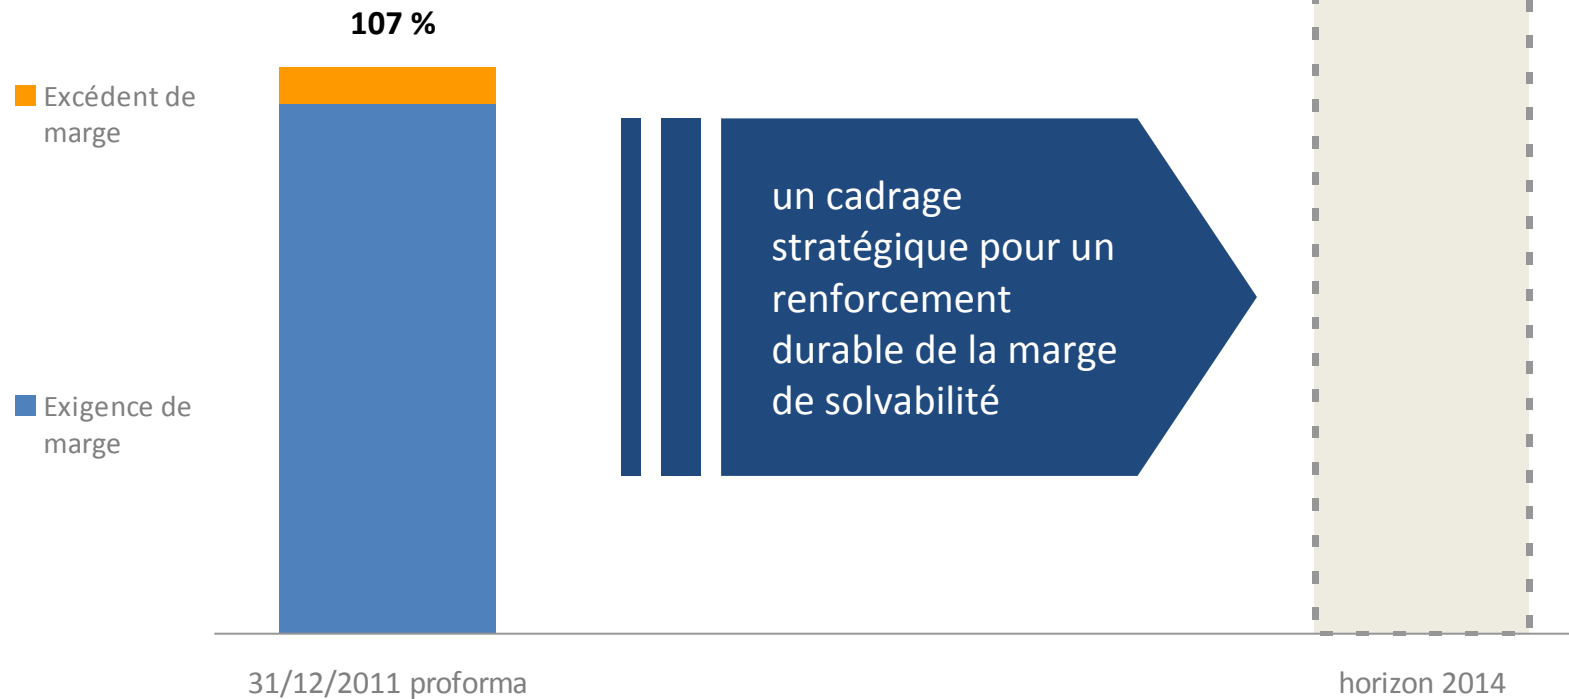 107 %
Excédent de
marge
Exigence de
marge
un cadrage
stratégique pour un
renforcement
durable de la marge
de solvabilité
31/12/2011 proforma
horizon 2014